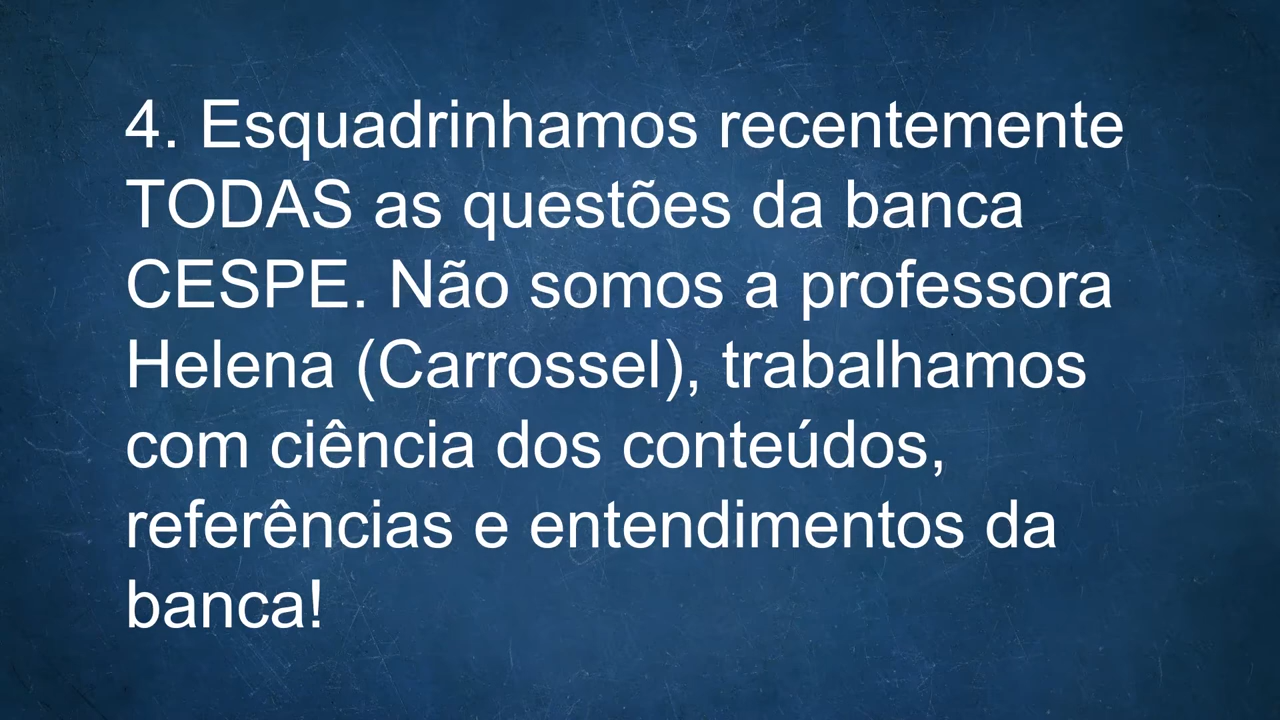 4. Esquadrinhamos recentemente
TODAS as questões da banca
CESPE. Não somos a professora
Helena (Carrossel), trabalhamos
com ciência dos conteúdos,
referências e entendimentos da
banca!